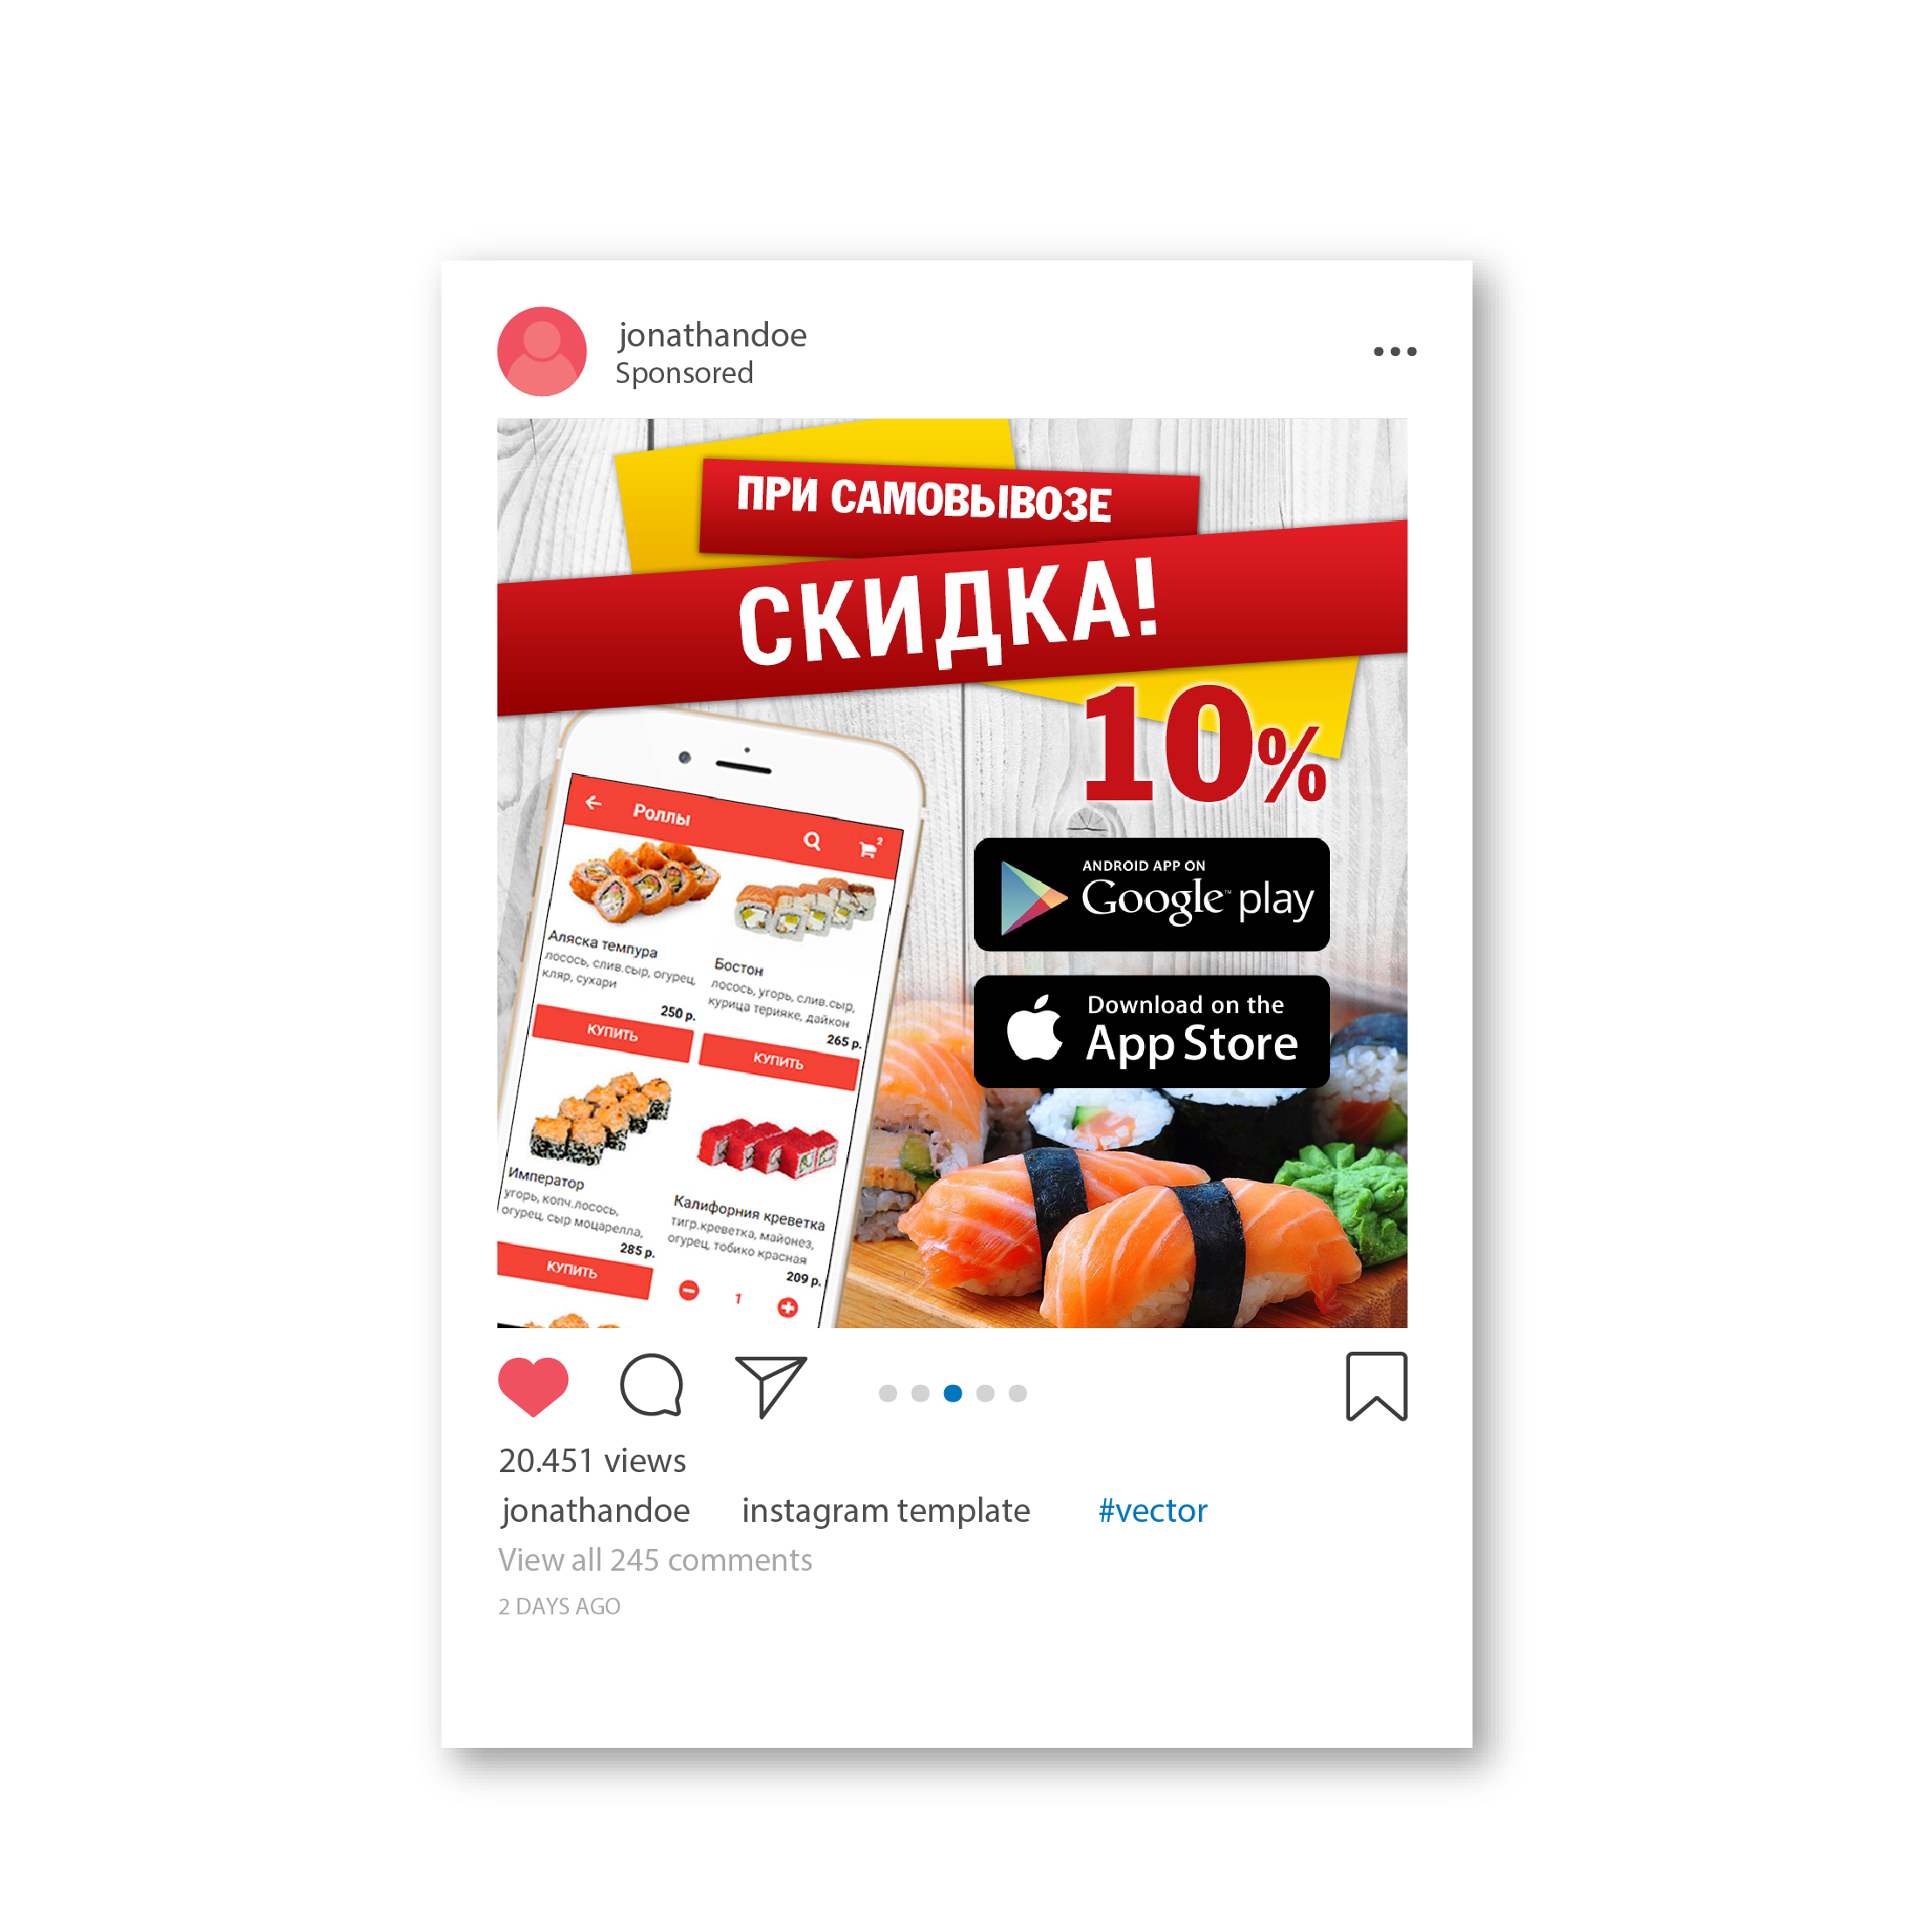 jonathandoe
Sponsored
ПРИ САМОВЫВОЗЕ
СКИДКА!
10%
ANDROID APP ON
Google™ play
Download on the
App Store
Роллы
2
Аляска темпура
лосось, слив.сыр, огурец,
кляр, сухари
250 р.
КУПИТЬ
Бостон
лосось, угорь, слив.сыр,
курица терияке, дайкон
265 р.
КУПИТЬ
Император
угорь, копч.лосось,
огурец, сыр моцарелла,
285 р.
КУПИТЬ
Калифорния креветка
тигр.креветка, майонез,
огурец, тобико красная
209 р.
1
20.451 views
jonathandoe instagram template #vector
View all 245 comments
2 DAYS AGO